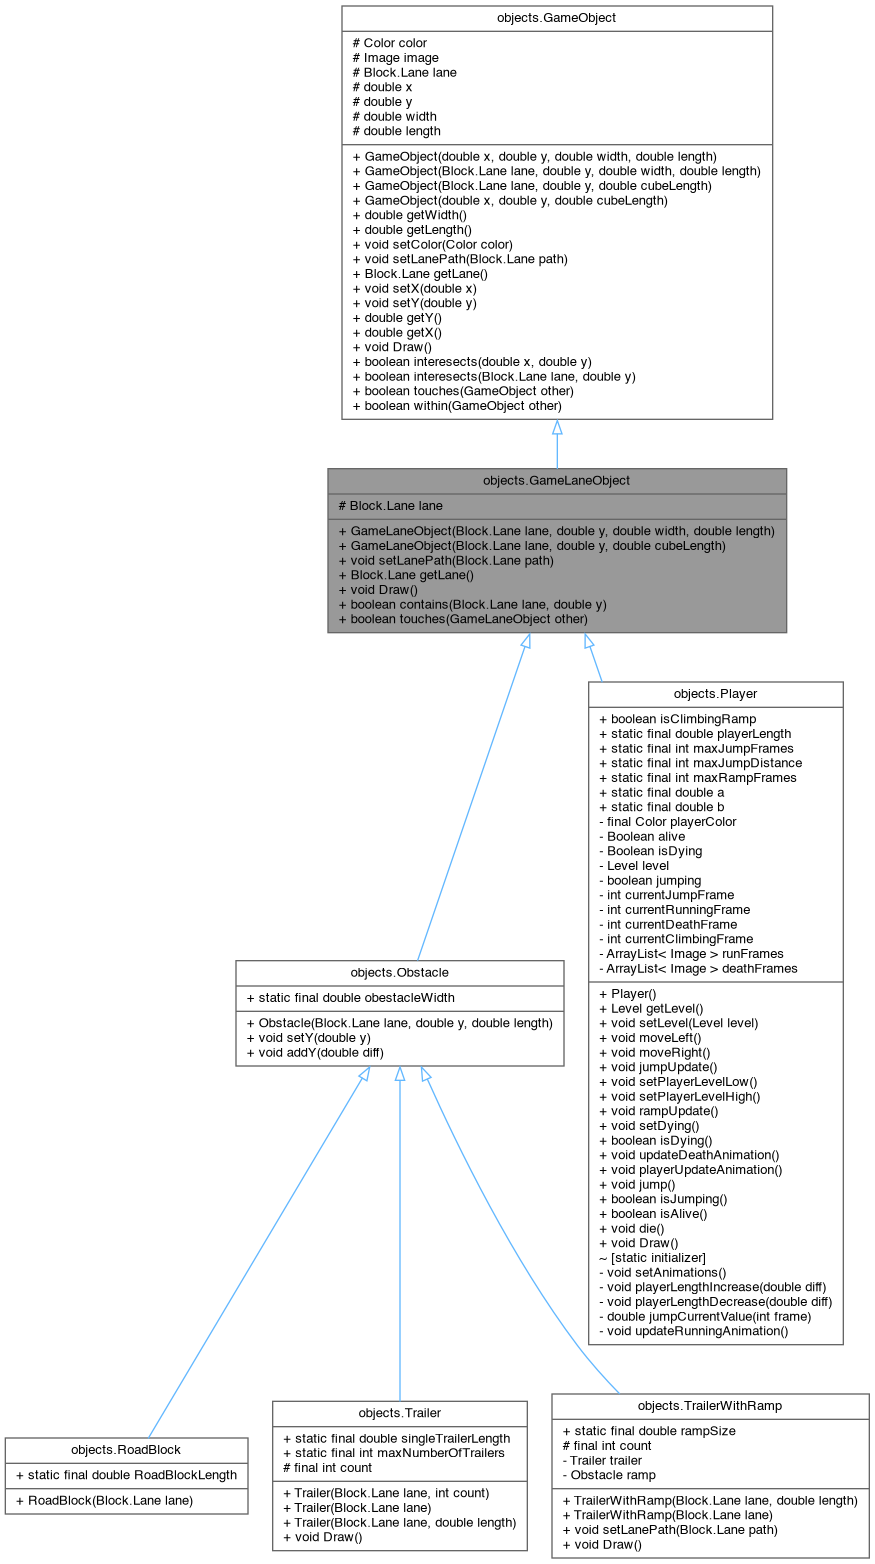 objects.GameObject
# Color color
# Image image
# Block.Lane lane
# double x
# double y
# double width
# double length
+ GameObject(double x, double y, double width, double length)
+ GameObject(Block.Lane lane, double y, double width, double length)
+ GameObject(Block.Lane lane, double y, double cubeLength)
+ GameObject(double x, double y, double cubeLength)
+ double getWidth()
+ double getLength()
+ void setColor(Color color)
+ void setLanePath(Block.Lane path)
+ Block.Lane getLane()
+ void setX(double x)
+ void setY(double y)
+ double getY()
+ double getX()
+ void Draw()
+ boolean interesects(double x, double y)
+ boolean interesects(Block.Lane lane, double y)
+ boolean touches(GameObject other)
+ boolean within(GameObject other)
objects.GameLaneObject
# Block.Lane lane
+ GameLaneObject(Block.Lane lane, double y, double width, double length)
+ GameLaneObject(Block.Lane lane, double y, double cubeLength)
+ void setLanePath(Block.Lane path)
+ Block.Lane getLane()
+ void Draw()
+ boolean contains(Block.Lane lane, double y)
+ boolean touches(GameLaneObject other)
objects.Player
+ boolean isClimbingRamp
+ static final double playerLength
+ static final int maxJumpFrames
+ static final int maxJumpDistance
+ static final int maxRampFrames
+ static final double a
+ static final double b
- final Color playerColor
- Boolean alive
- Boolean isDying
- Level level
- boolean jumping
- int currentJumpFrame
- int currentRunningFrame
- int currentDeathFrame
- int currentClimbingFrame
- ArrayList< Image > runFrames
- ArrayList< Image > deathFrames
+ Player()
+ Level getLevel()
+ void setLevel(Level level)
+ void moveLeft()
+ void moveRight()
+ void jumpUpdate()
+ void setPlayerLevelLow()
+ void setPlayerLevelHigh()
+ void rampUpdate()
+ void setDying()
+ boolean isDying()
+ void updateDeathAnimation()
+ void playerUpdateAnimation()
+ void jump()
+ boolean isJumping()
+ boolean isAlive()
+ void die()
+ void Draw()
~ [static initializer]
- void setAnimations()
- void playerLengthIncrease(double diff)
- void playerLengthDecrease(double diff)
- double jumpCurrentValue(int frame)
- void updateRunningAnimation()
objects.Obstacle
+ static final double obestacleWidth
+ Obstacle(Block.Lane lane, double y, double length)
+ void setY(double y)
+ void addY(double diff)
objects.RoadBlock
+ static final double RoadBlockLength
+ RoadBlock(Block.Lane lane)
objects.Trailer
+ static final double singleTrailerLength
+ static final int maxNumberOfTrailers
# final int count
+ Trailer(Block.Lane lane, int count)
+ Trailer(Block.Lane lane)
+ Trailer(Block.Lane lane, double length)
+ void Draw()
objects.TrailerWithRamp
+ static final double rampSize
# final int count
- Trailer trailer
- Obstacle ramp
+ TrailerWithRamp(Block.Lane lane, double length)
+ TrailerWithRamp(Block.Lane lane)
+ void setLanePath(Block.Lane path)
+ void Draw()